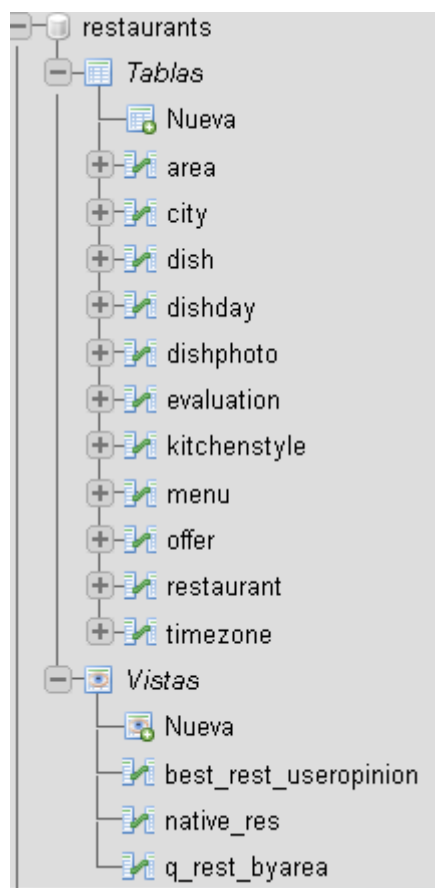 restaurants
Tablas
Nueva
area
city
dish
dishday
dishphoto
evaluation
kitchenstyle
menu
offer
restaurant
timezone
Vistas
Nueva
best_rest_useropinion
native_res
q_rest_byarea